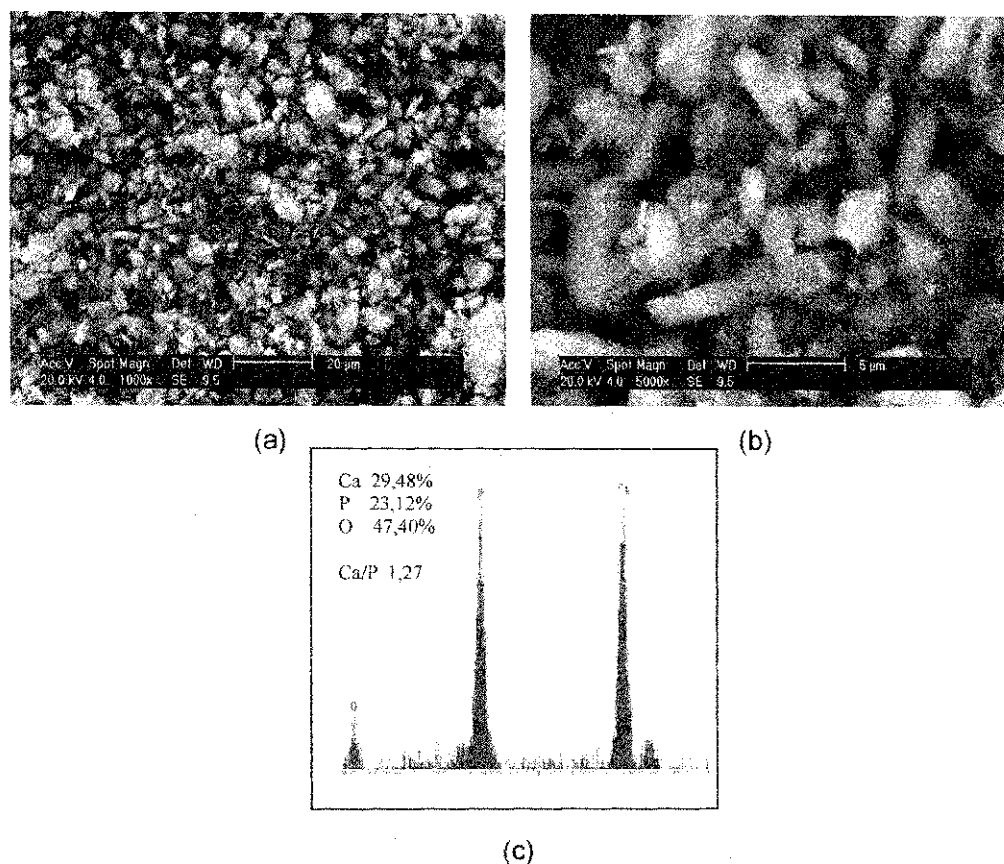 Acc.V Spot Magn Det WD 20 µm
20.0 kV 4.0 1000x SE 9.5
Acc.V Spot Magn Det WD 5 µm
20.0 kV 4.0 5000x SE 9.5
(a)
(b)
Ca 29,48%
P 23,12%
O 47,40%
Ca/P 1,27
P
Ca
O
(c)